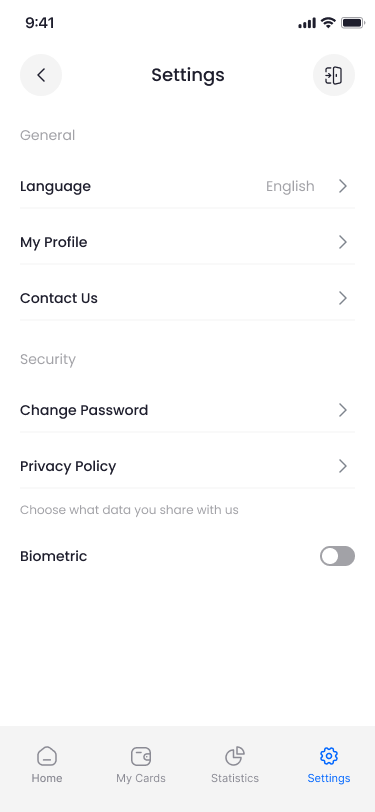 9:41
Settings
General
Language English
My Profile
Contact Us
Security
Change Password
Privacy Policy
Choose what data you share with us
Biometric
Home My Cards Statistics Settings